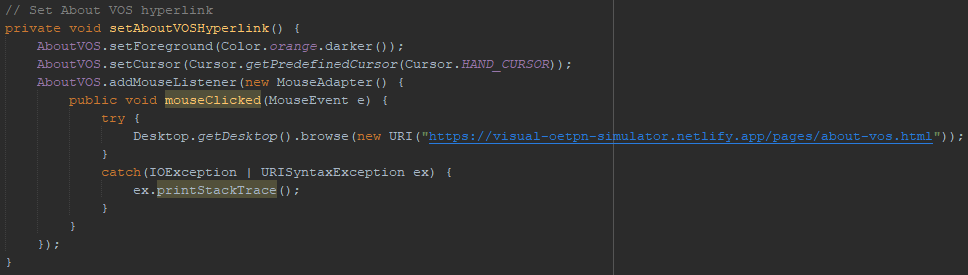 // Set About VOS hyperlink
private void setAboutVOSHyperlink() {
    AboutVOS.setForeground(Color.orange.darker());
    AboutVOS.setCursor(Cursor.getPredefinedCursor(Cursor.HAND_CURSOR));
    AboutVOS.addMouseListener(new MouseAdapter() {
        public void mouseClicked(MouseEvent e) {
            try {
                Desktop.getDesktop().browse(new URI("https://visual-oetpn-simulator.netlify.app/pages/about-vos.html"));
            }
            catch(IOException | URISyntaxException ex) {
                ex.printStackTrace();
            }
        }
    });
}